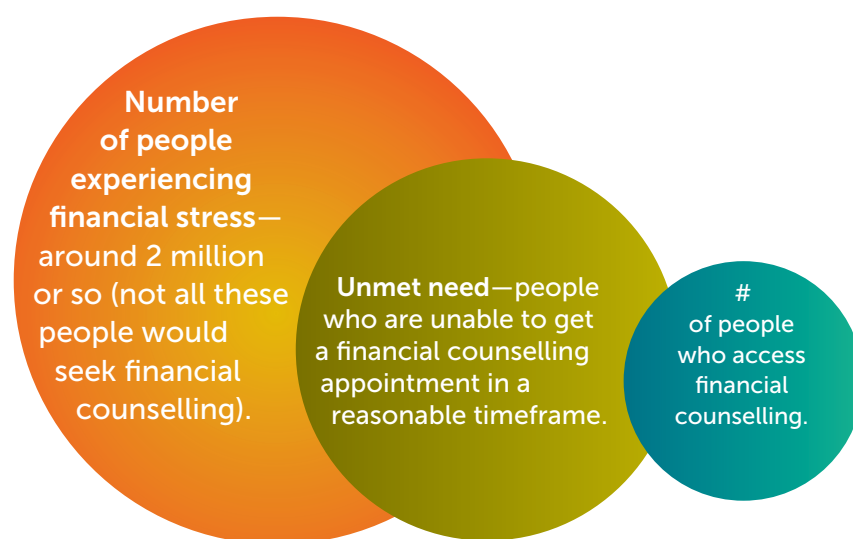 Number
of people
experiencing
financial stress—
around 2 million
or so (not all these
people would
seek financial
counselling).
Unmet need—people
who are unable to get
a financial counselling
appointment in a
reasonable timeframe.
#
of people
who access
financial
counselling.